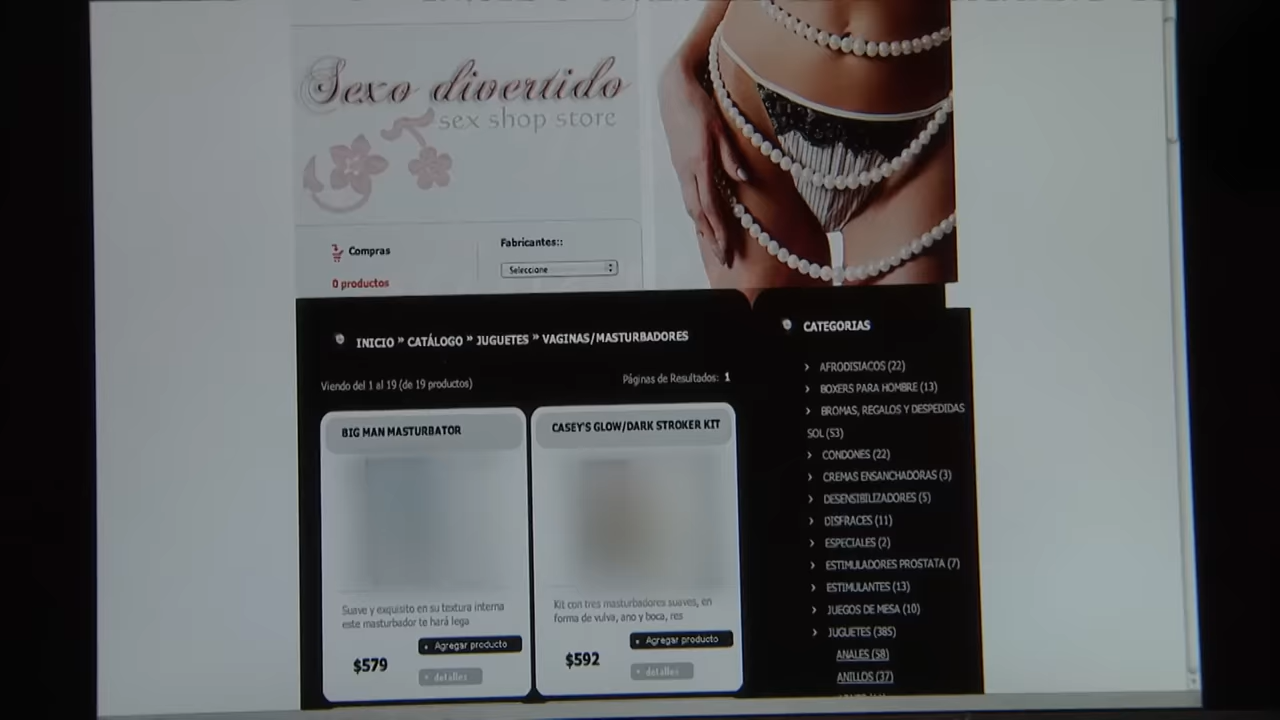 Sexo divertido
sex shop store
Compras
0 productos
Fabricantes::
Seleccione
INICIO » CATÁLOGO » JUGUETES » VAGINAS/MASTURBADORES
Viendo del 1 al 19 (de 19 productos)
Páginas de Resultados: 1
BIG MAN MASTURBATOR
Suave y exquisito en su textura interna
este masturbador te hará lega
Agregar producto
$579
detalles
CASEY'S GLOW/DARK STROKER KIT
Kit con tres masturbadores suaves, en
forma de vulva, ano y boca, res
Agregar producto
$592
detalles
CATEGORIAS
AFRODISIACOS (22)
BOXERS PARA HOMBRE (13)
BROMAS, REGALOS Y DESPEDIDAS
SOL (53)
CONDONES (22)
CREMAS ENSANCHADORAS (3)
DESENSIBILIZADORES (5)
DISFRACES (11)
ESPECIALES (2)
ESTIMULADORES PROSTATA (7)
ESTIMULANTES (13)
JUEGOS DE MESA (10)
JUGUETES (385)
ANALES (58)
ANILLOS (37)